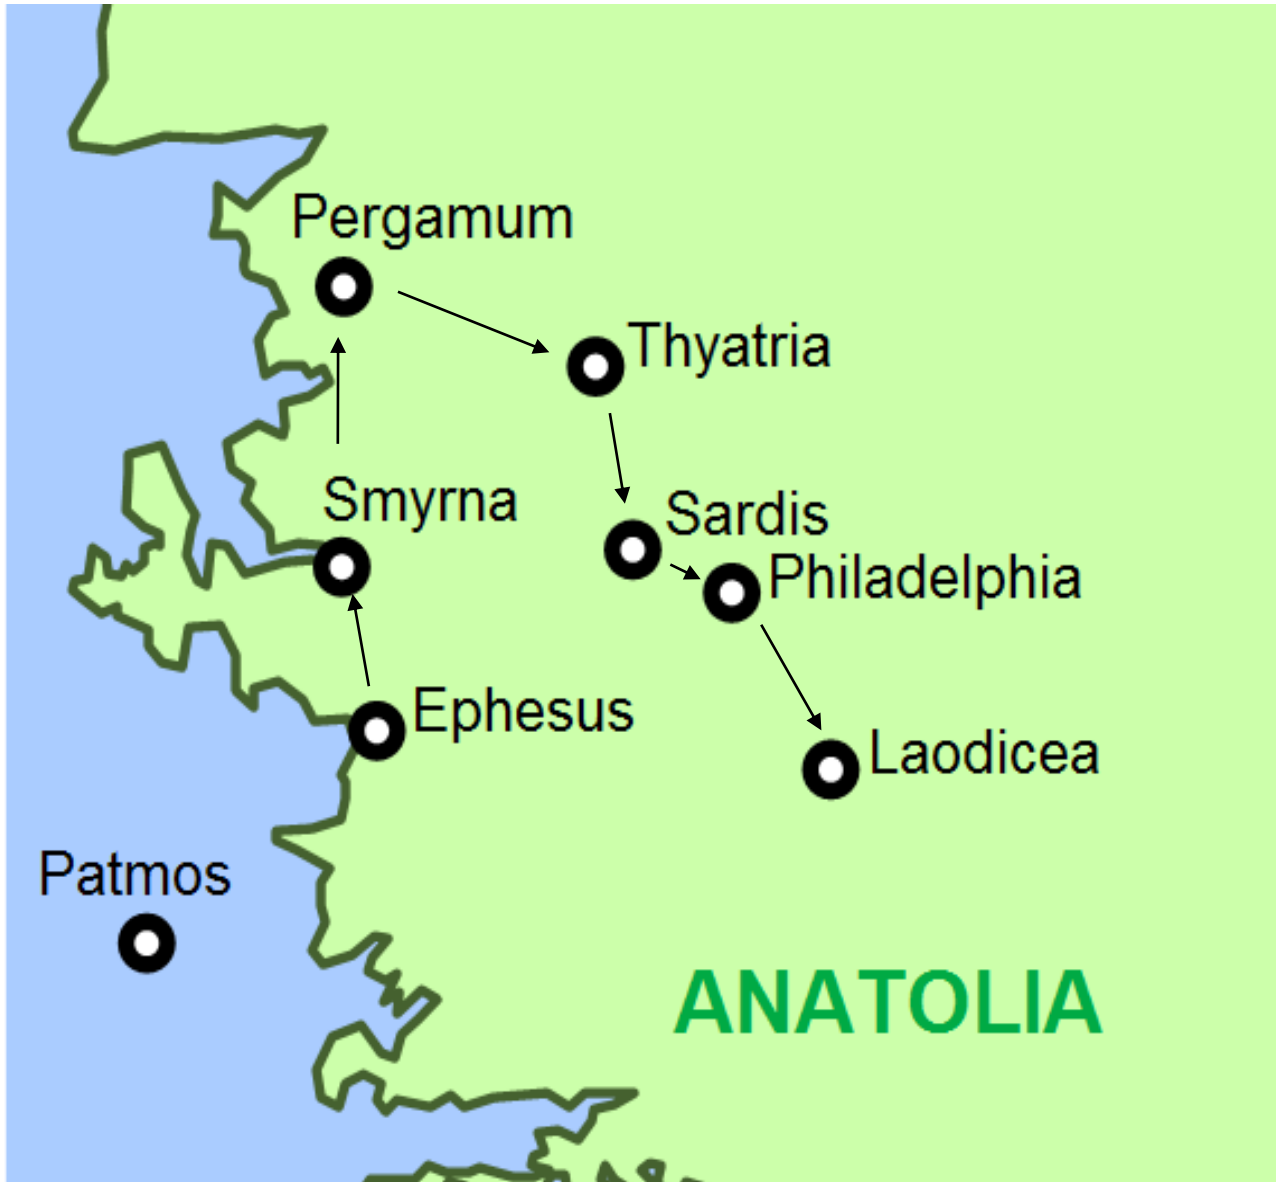 Pergamum
Thyatria
Smyrna
Sardis
Philadelphia
Ephesus
Laodicea
Patmos
ANATOLIA